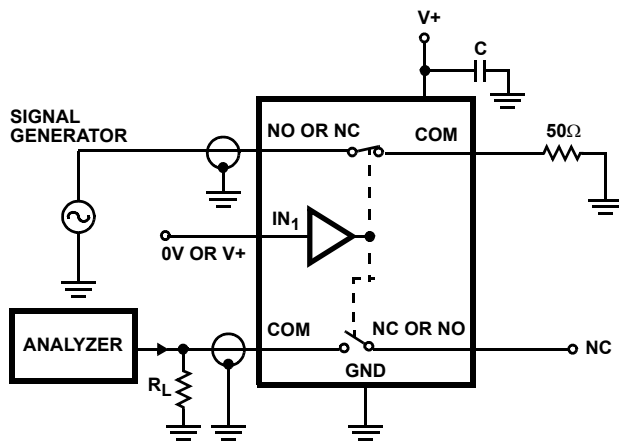 V+
C
SIGNAL
GENERATOR
NO OR NC
COM
50Ω
IN1
0V OR V+
ANALYZER
COM
NC OR NO
NC
GND
RL